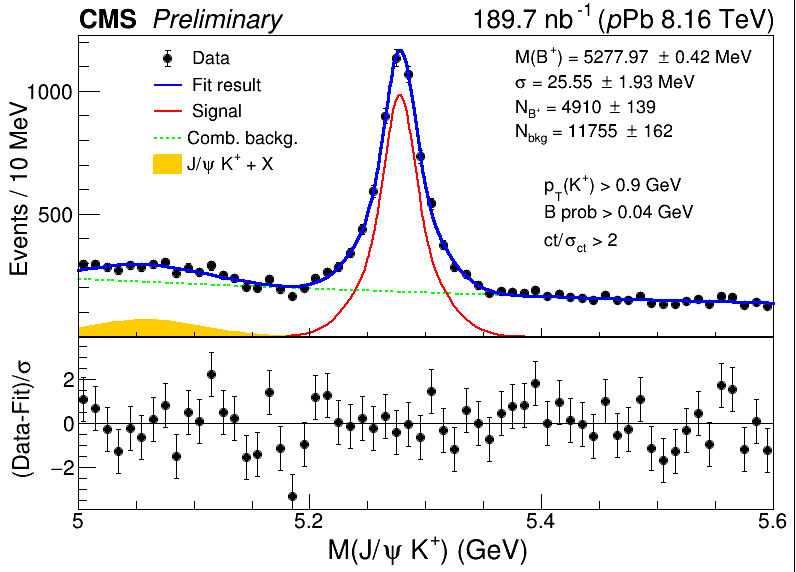 CMS Preliminary 189.7 nb⁻¹ (pPb 8.16 TeV)
Data
Fit result
Signal
Comb. backg.
J/ψ K⁺ + X
M(B⁺) = 5277.97 ± 0.42 MeV
σ = 25.55 ± 1.93 MeV
N_B⁺ = 4910 ± 139
N_bkg = 11755 ± 162
p_T(K⁺) > 0.9 GeV
B prob > 0.04 GeV
ct/σ_ct > 2
Events / 10 MeV
1000
500
(Data-Fit)/σ
2
0
−2
5 5.2 5.4 5.6
M(J/ψ K⁺) (GeV)